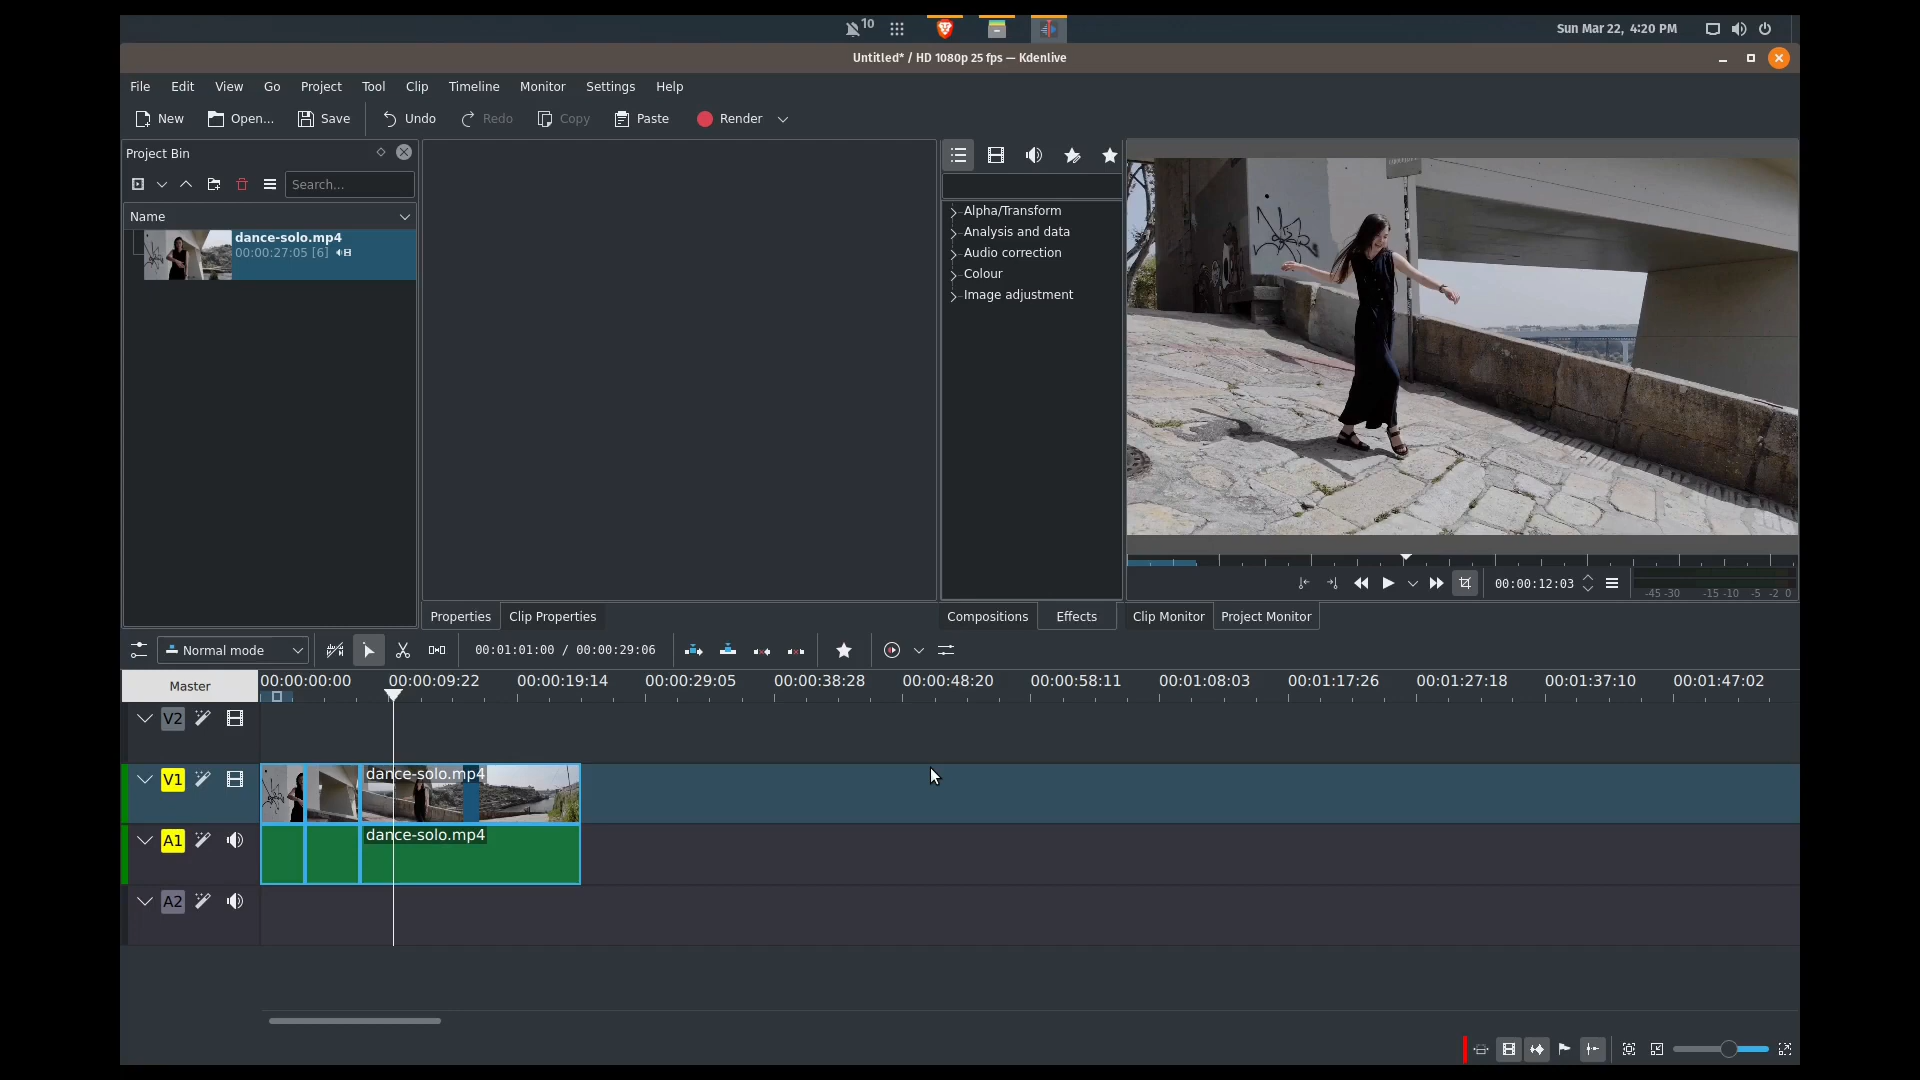 10
Sun Mar 22, 4:20 PM
Untitled* / HD 1080p 25 fps — Kdenlive
File Edit View Go Project Tool Clip Timeline Monitor Settings Help
New Open... Save Undo Redo Copy Paste Render
Project Bin
Search...
Name
dance-solo.mp4
00:00:27:05 [6]
Alpha/Transform
Analysis and data
Audio correction
Colour
Image adjustment
00:00:12:03
-45 -30 -15 -10 -5 -2 0
Properties Clip Properties Compositions Effects Clip Monitor Project Monitor
Normal mode 00:01:01:00 / 00:00:29:06
Master 00:00:00:00 00:00:09:22 00:00:19:14 00:00:29:05 00:00:38:28 00:00:48:20 00:00:58:11 00:01:08:03 00:01:17:26 00:01:27:18 00:01:37:10 00:01:47:02
V2
V1 dance-solo.mp4
A1 dance-solo.mp4
A2